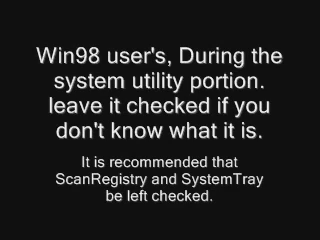 Win98 user's, During the
system utility portion.
leave it checked if you
don't know what it is.
It is recommended that
ScanRegistry and SystemTray
be left checked.